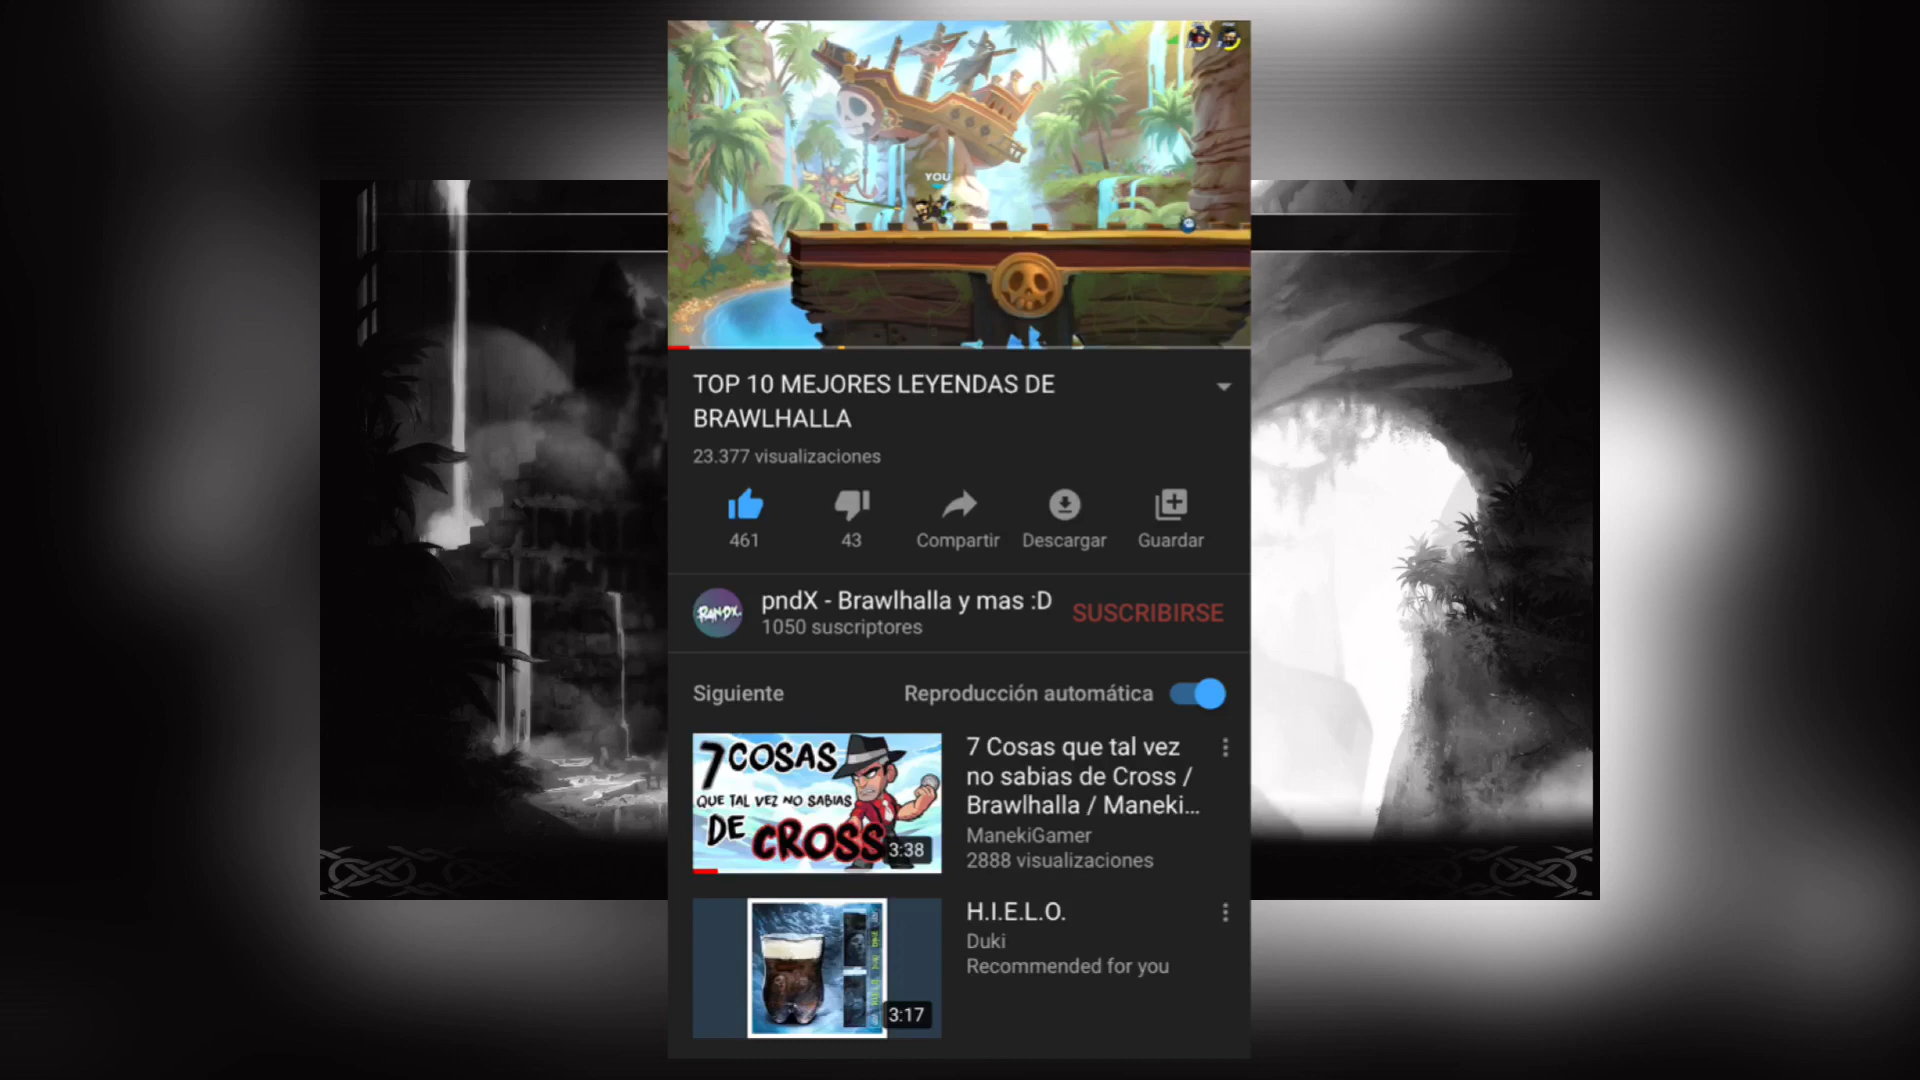 YOU
TOP 10 MEJORES LEYENDAS DE
BRAWLHALLA
23.377 visualizaciones
461
43
Compartir
Descargar
Guardar
PAN-DX
pndX - Brawlhalla y mas :D
1050 suscriptores
SUSCRIBIRSE
Siguiente
Reproducción automática
7 COSAS
QUE TAL VEZ NO SABIAS
DE CROSS
3:38
7 Cosas que tal vez
no sabias de Cross /
Brawlhalla / Maneki...
ManekiGamer
2888 visualizaciones
3:17
H.I.E.L.O.
Duki
Recommended for you